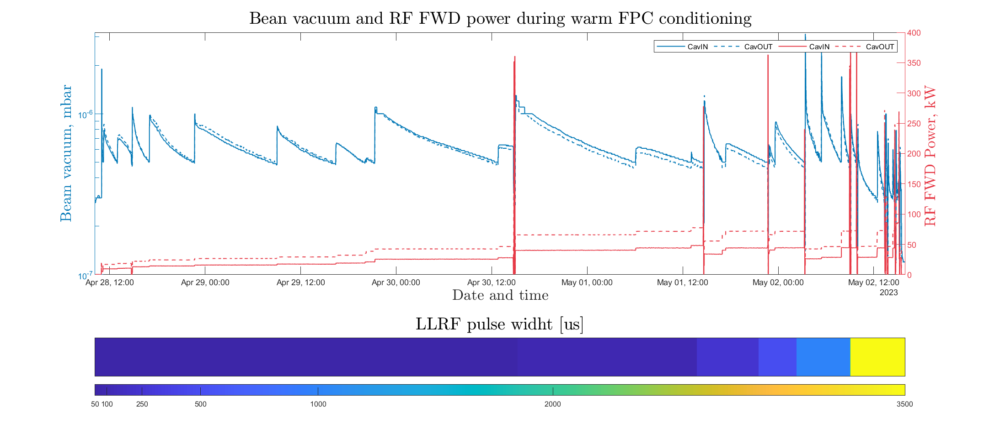 Bean vacuum and RF FWD power during warm FPC conditioning
CavIN CavOUT CavIN CavOUT
Beam vacuum, mbar
10-6
10-7
RF FWD Power, kW
400
350
300
250
200
150
100
50
0
Apr 28, 12:00 Apr 29, 00:00 Apr 29, 12:00 Apr 30, 00:00 Apr 30, 12:00 May 01, 00:00 May 01, 12:00 May 02, 00:00 May 02, 12:00
2023
Date and time
LLRF pulse widht [us]
50 100 250 500 1000 2000 3500